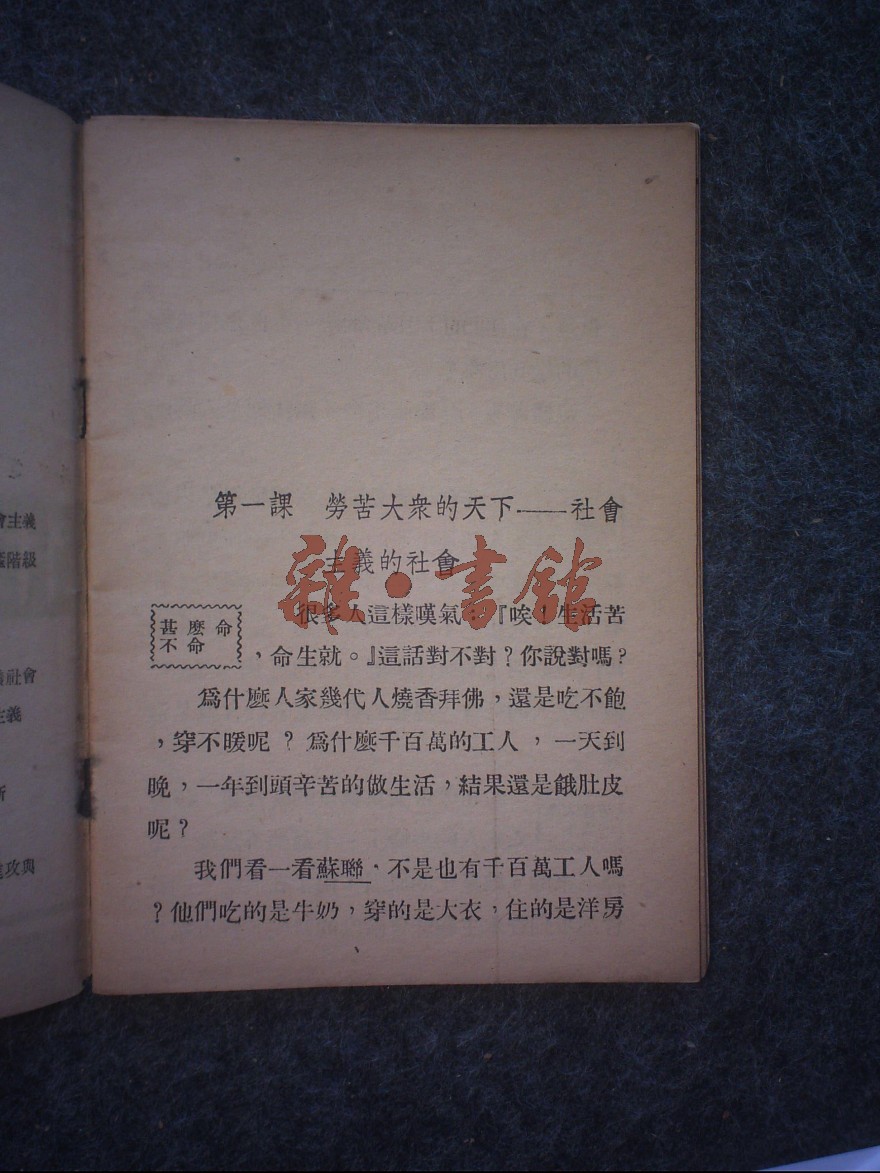 會主義
階級
社會
主義
攻與
第一課 勞苦大衆的天下——社會
主義的社會
雜·書館
甚麼命
不命
很多人這樣嘆氣：『唉！生活苦
，命生就。』這話對不對？你說對嗎？
爲什麼人家幾代人燒香拜佛，還是吃不飽
，穿不暖呢？爲什麼千百萬的工人，一天到
晚，一年到頭辛苦的做生活，結果還是餓肚皮
呢？
我們看一看蘇聯，不是也有千百萬工人嗎
？他們吃的是牛奶，穿的是大衣，住的是洋房